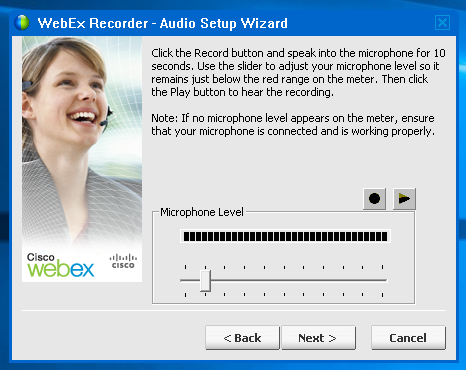 WebEx Recorder - Audio Setup Wizard
Click the Record button and speak into the microphone for 10
seconds. Use the slider to adjust your microphone level so it
remains just below the red range on the meter. Then click
the Play button to hear the recording.
Note: If no microphone level appears on the meter, ensure
that your microphone is connected and is working properly.
Microphone Level
Cisco
webex
cisco
< Back
Next >
Cancel